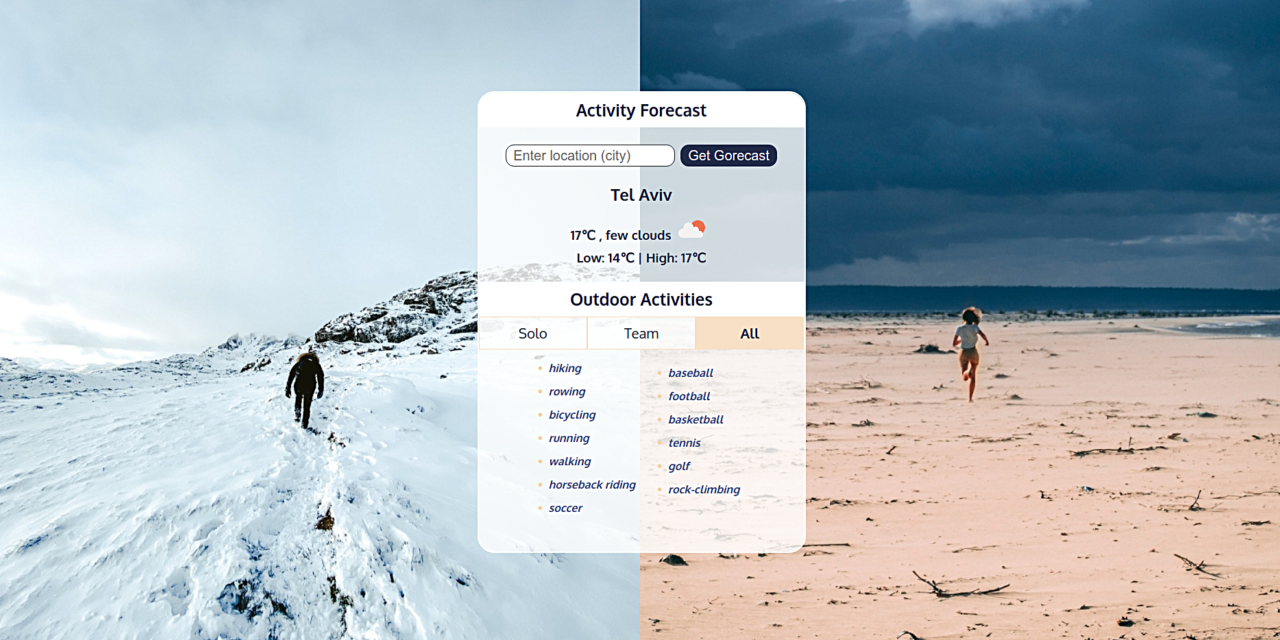 Activity Forecast
Enter location (city)
Get Gorecast
Tel Aviv
17℃ , few clouds
Low: 14℃ | High: 17℃
Outdoor Activities
Solo
Team
All
hiking
rowing
bicycling
running
walking
horseback riding
soccer
baseball
football
basketball
tennis
golf
rock-climbing